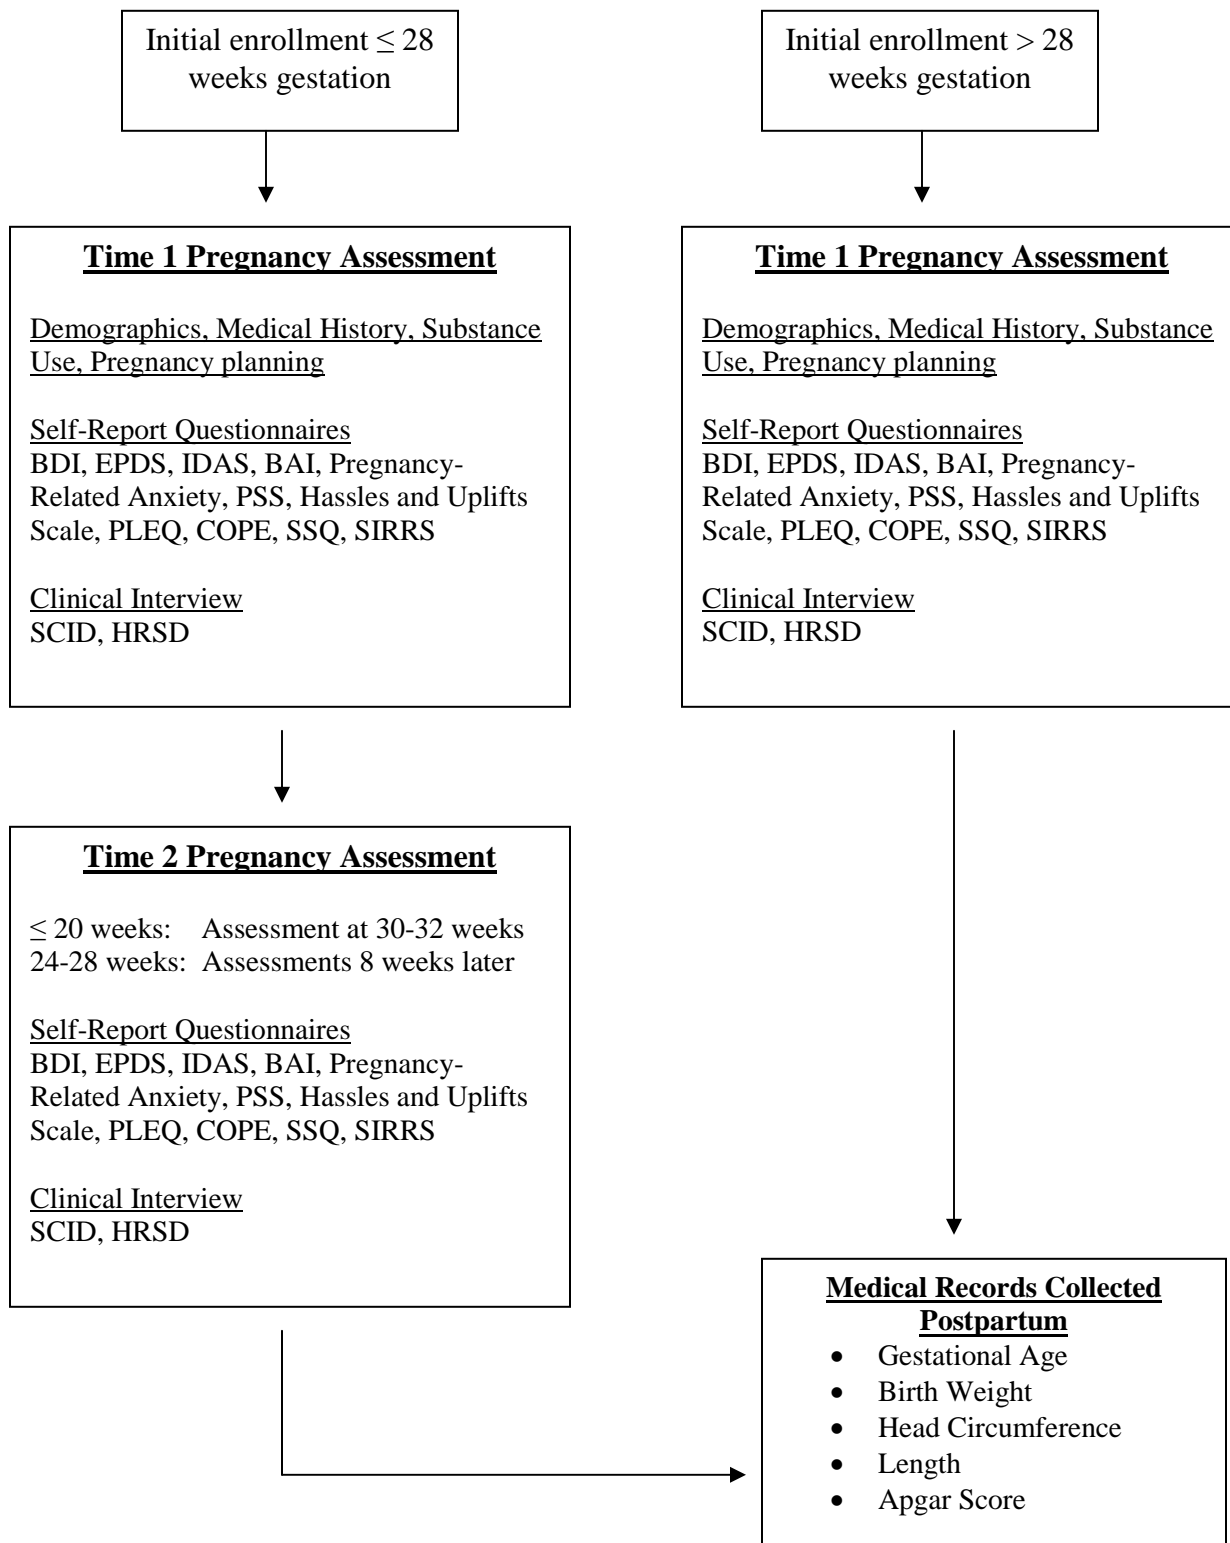 Initial enrollment ≤ 28
weeks gestation
Initial enrollment > 28
weeks gestation
Time 1 Pregnancy Assessment
Demographics, Medical History, Substance
Use, Pregnancy planning
Self-Report Questionnaires
BDI, EPDS, IDAS, BAI, Pregnancy-
Related Anxiety, PSS, Hassles and Uplifts
Scale, PLEQ, COPE, SSQ, SIRRS
Clinical Interview
SCID, HRSD
Time 1 Pregnancy Assessment
Demographics, Medical History, Substance
Use, Pregnancy planning
Self-Report Questionnaires
BDI, EPDS, IDAS, BAI, Pregnancy-
Related Anxiety, PSS, Hassles and Uplifts
Scale, PLEQ, COPE, SSQ, SIRRS
Clinical Interview
SCID, HRSD
Time 2 Pregnancy Assessment
≤ 20 weeks: Assessment at 30-32 weeks
24-28 weeks: Assessments 8 weeks later
Self-Report Questionnaires
BDI, EPDS, IDAS, BAI, Pregnancy-
Related Anxiety, PSS, Hassles and Uplifts
Scale, PLEQ, COPE, SSQ, SIRRS
Clinical Interview
SCID, HRSD
Medical Records Collected
Postpartum
• Gestational Age
• Birth Weight
• Head Circumference
• Length
• Apgar Score